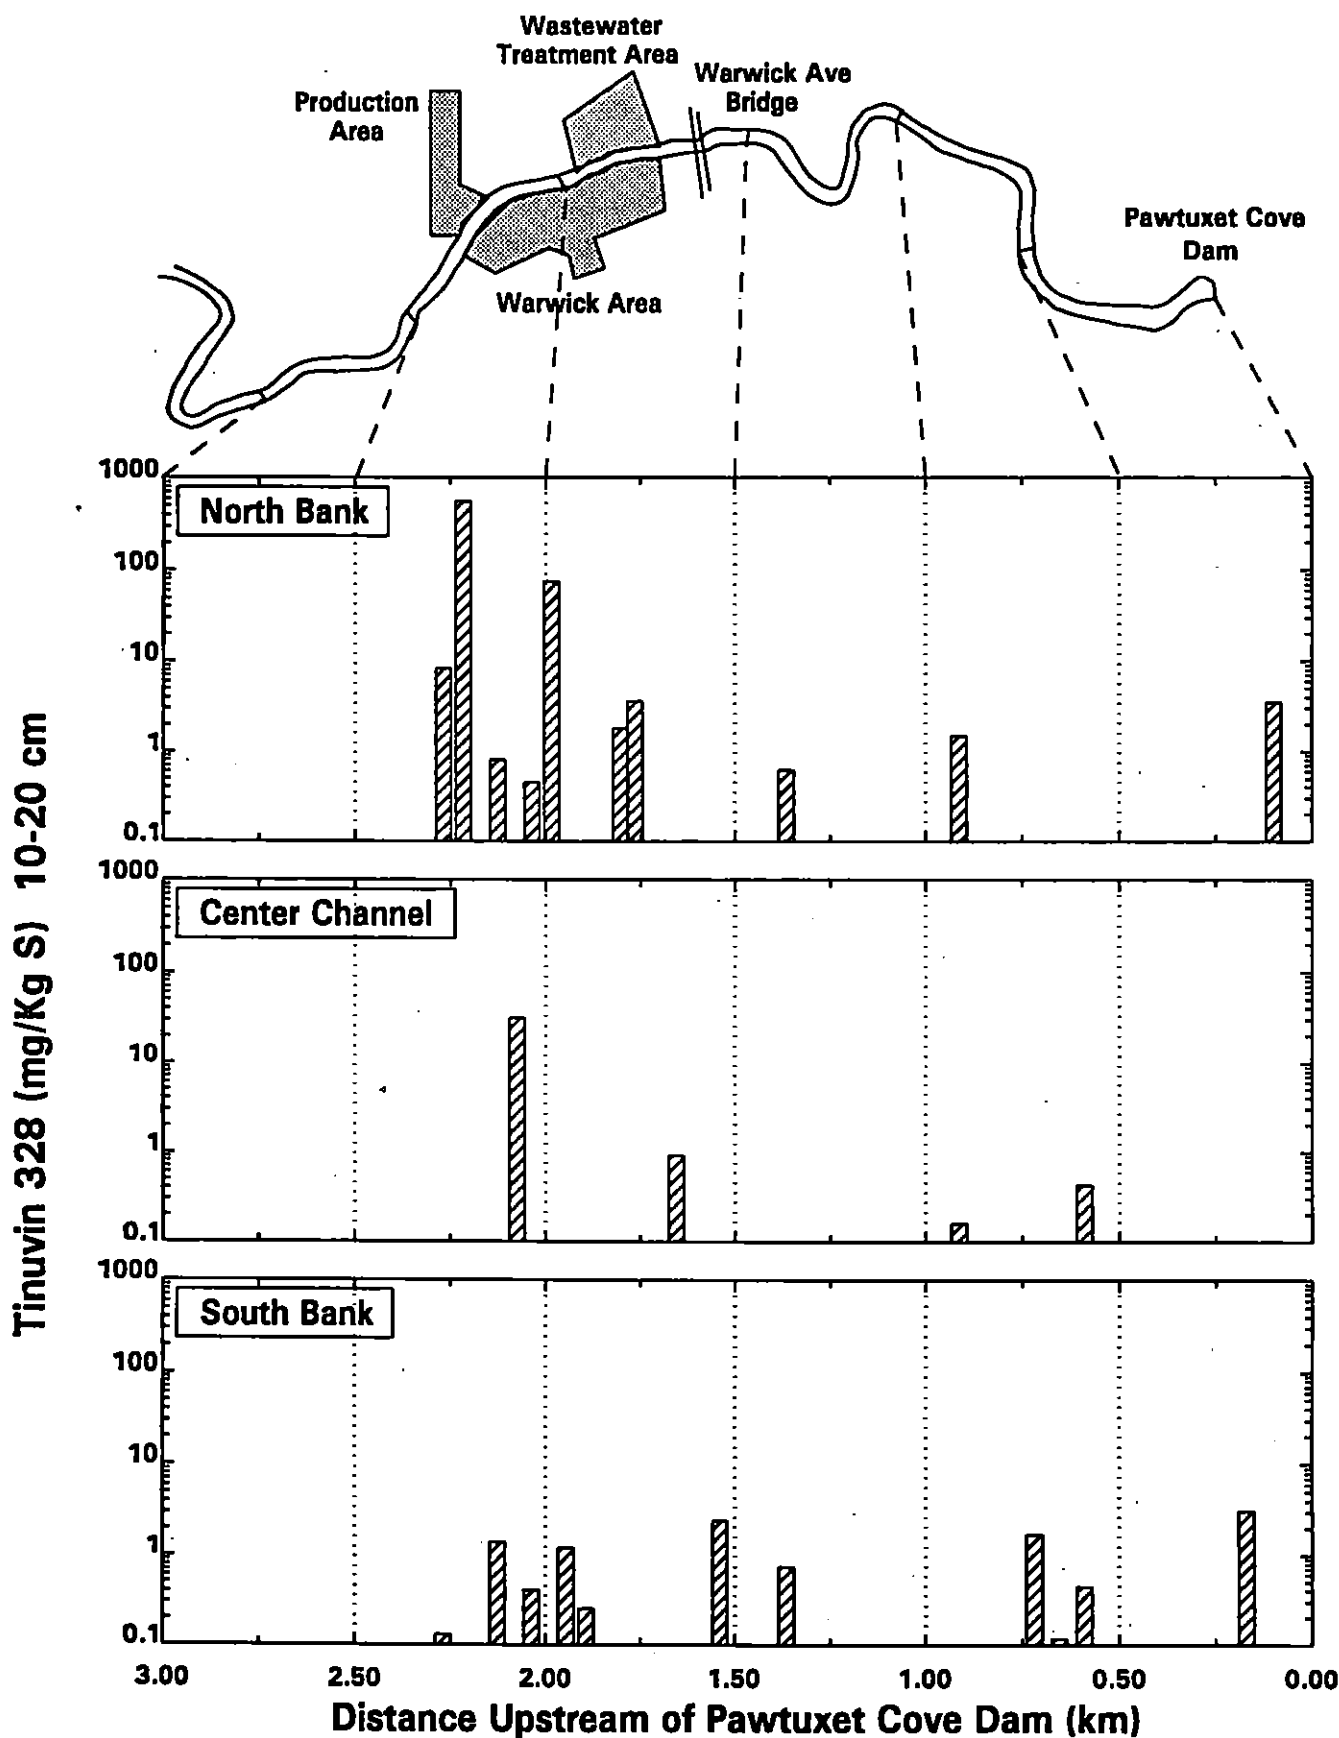 Wastewater
Treatment Area
Warwick Ave
Bridge
Production
Area
Pawtuxet Cove
Dam
Warwick Area
Tinuvin 328 (mg/Kg S) 10-20 cm
1000
North Bank
100
10
1
0.1
1000
Center Channel
100
10
1
0.1
1000
South Bank
100
10
1
0.1
3.00 2.50 2.00 1.50 1.00 0.50 0.00
Distance Upstream of Pawtuxet Cove Dam (km)